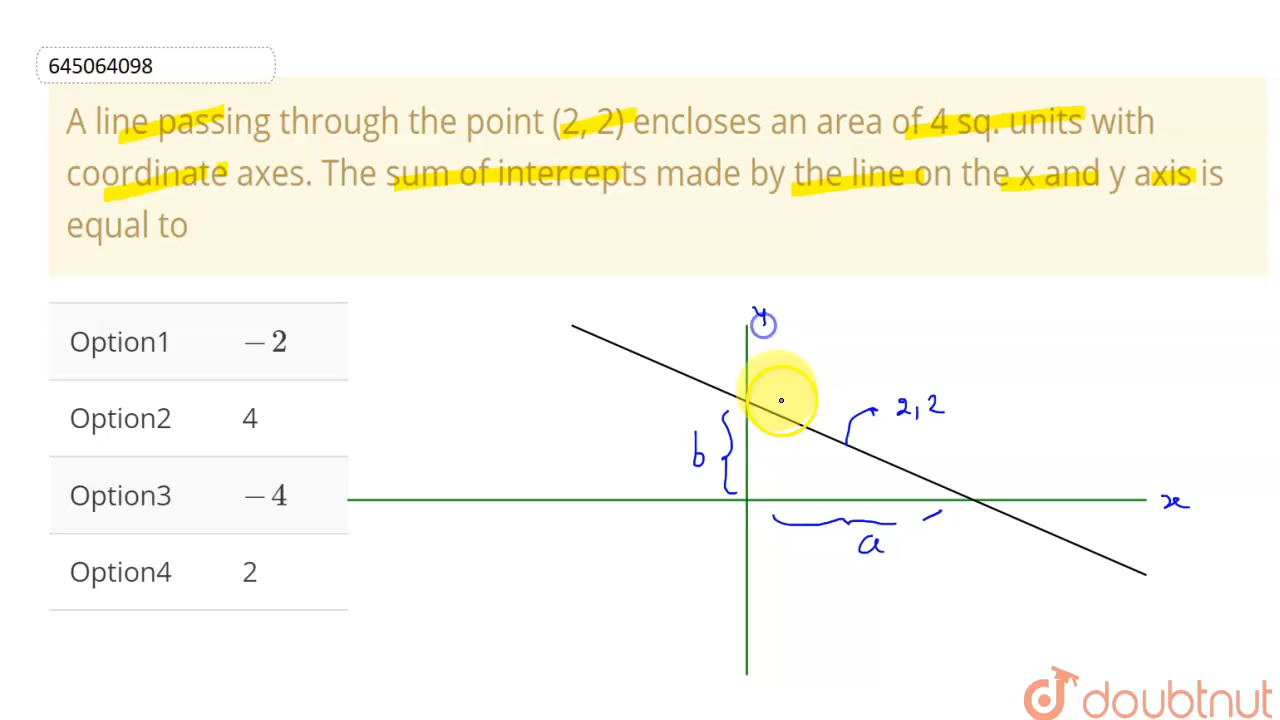 645064098
A line passing through the point (2, 2) encloses an area of 4 sq. units with
coordinate axes. The sum of intercepts made by the line on the x and y axis is
equal to
Option1 −2
Option2 4
Option3 −4
Option4 2
y
2, 2
b
x
a
doubtnut